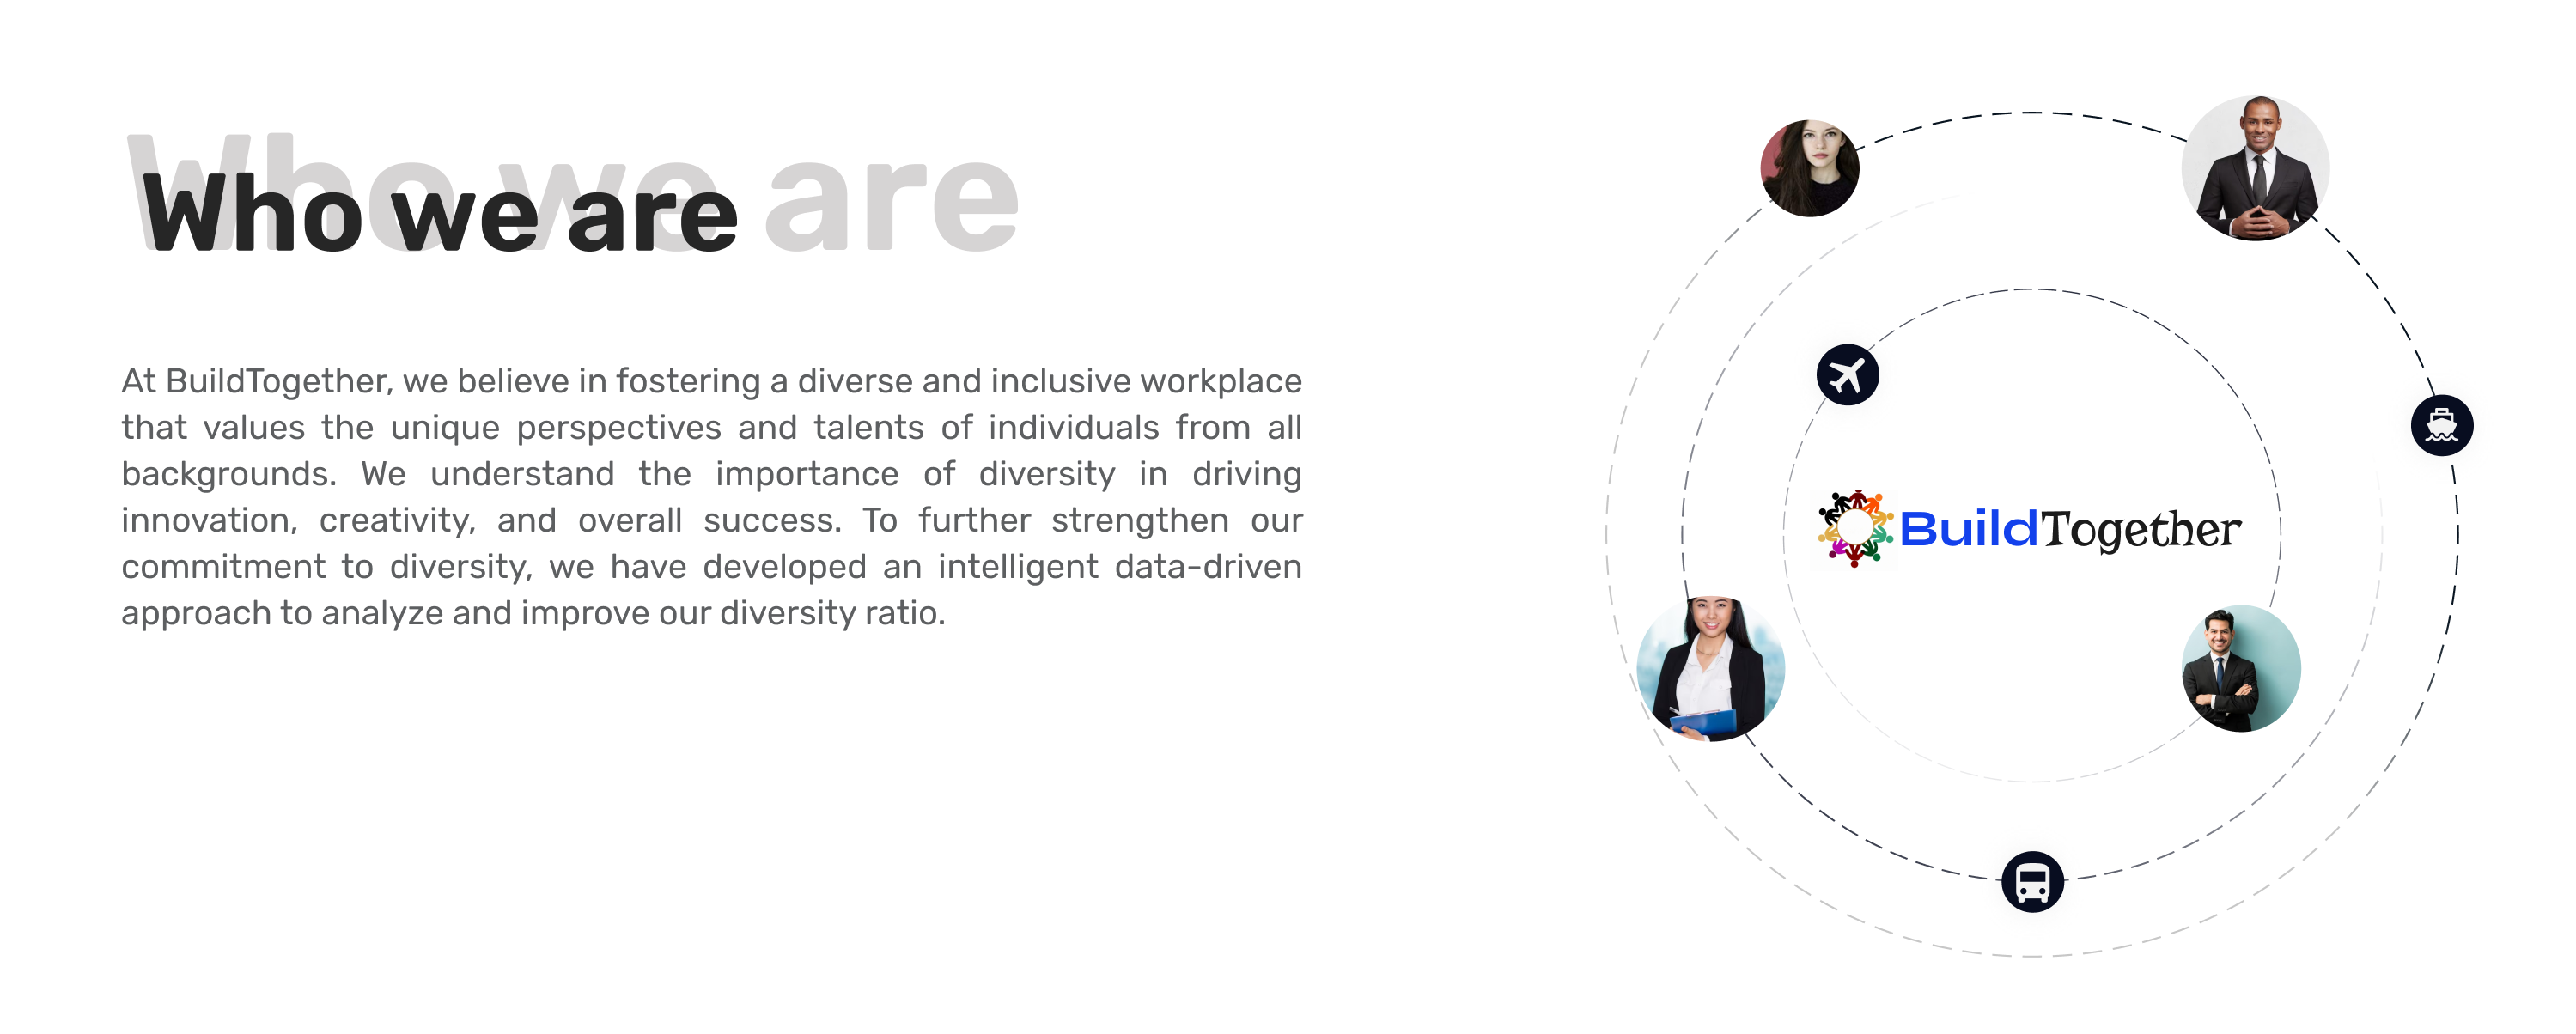 Who we are
Who we are
At BuildTogether, we believe in fostering a diverse and inclusive workplace
that values the unique perspectives and talents of individuals from all
backgrounds. We understand the importance of diversity in driving
innovation, creativity, and overall success. To further strengthen our
commitment to diversity, we have developed an intelligent data-driven
approach to analyze and improve our diversity ratio.
BuildTogether